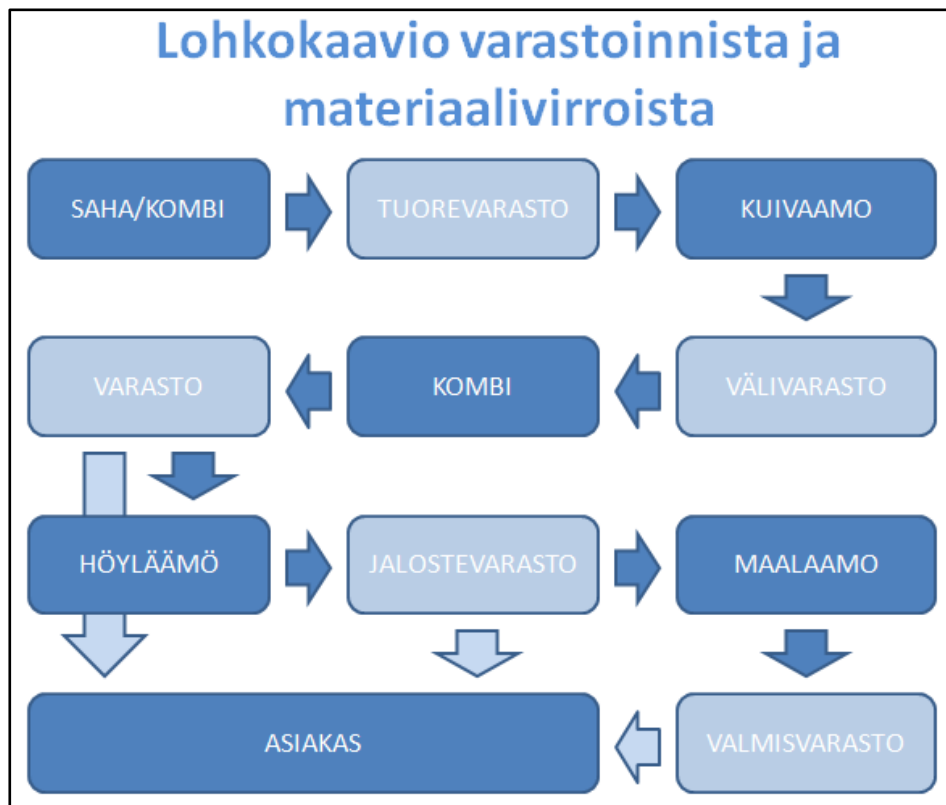 Lohkokaavio varastoinnista ja
materiaalivirroista
SAHA/KOMBI
TUOREVARASTO
KUIVAAMO
VARASTO
KOMBI
VÄLIVARASTO
HÖYLÄÄMÖ
JALOSTEVARASTO
MAALAAMO
ASIAKAS
VALMISVARASTO